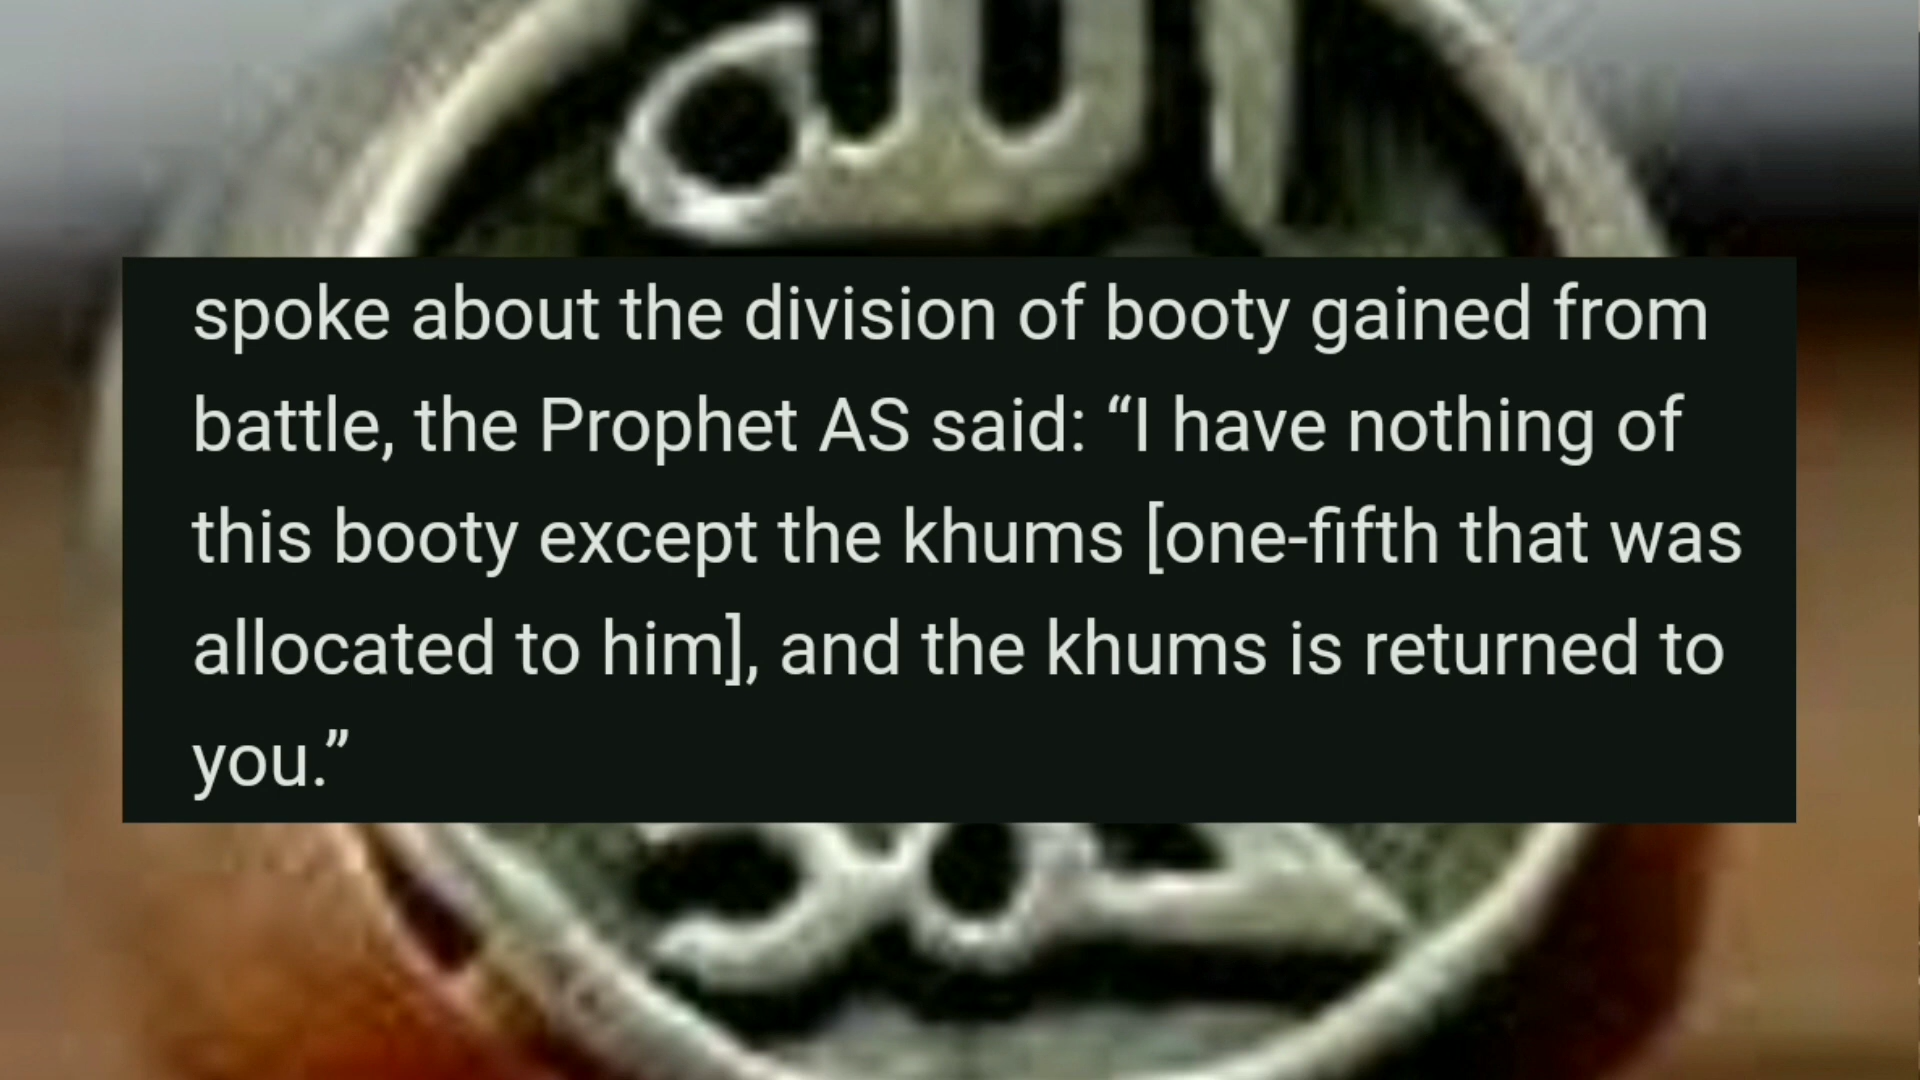 الله
spoke about the division of booty gained from
battle, the Prophet AS said: “I have nothing of
this booty except the khums [one-fifth that was
allocated to him], and the khums is returned to
you.”